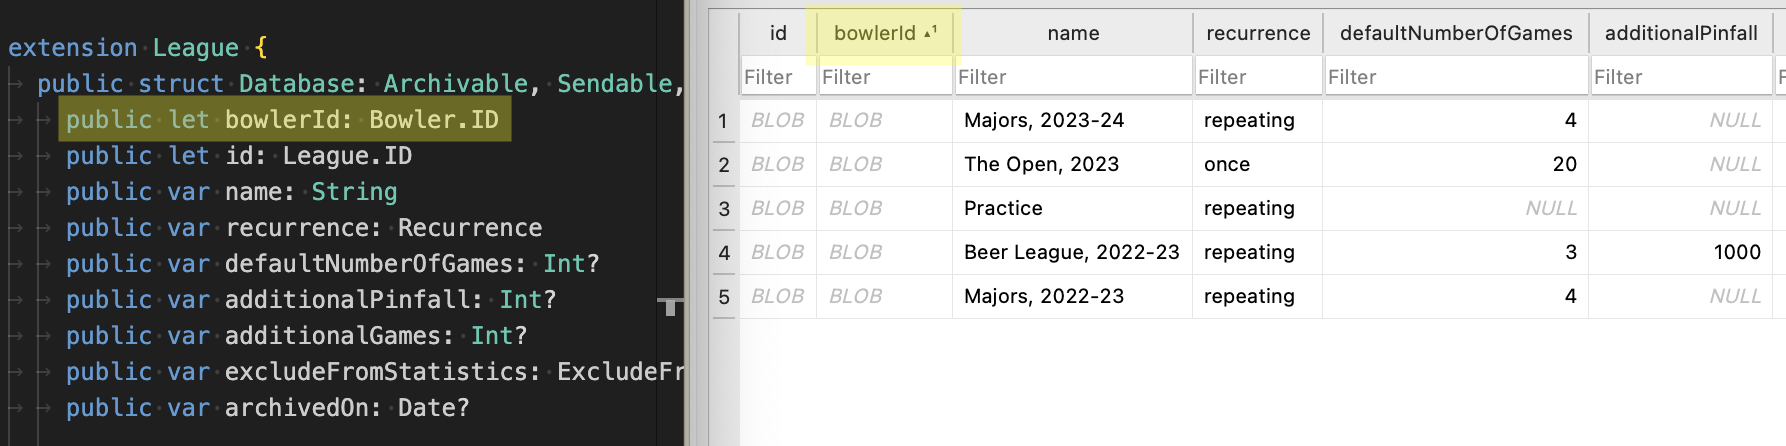 extension League {
public struct Database: Archivable, Sendable,
public let bowlerId: Bowler.ID
public let id: League.ID
public var name: String
public var recurrence: Recurrence
public var defaultNumberOfGames: Int?
public var additionalPinfall: Int?
public var additionalGames: Int?
public var excludeFromStatistics: ExcludeFr
public var archivedOn: Date?
id bowlerId ▲1 name recurrence defaultNumberOfGames additionalPinfall
Filter Filter Filter Filter Filter Filter F
1 BLOB BLOB Majors, 2023-24 repeating 4 NULL
2 BLOB BLOB The Open, 2023 once 20 NULL
3 BLOB BLOB Practice repeating NULL NULL
4 BLOB BLOB Beer League, 2022-23 repeating 3 1000
5 BLOB BLOB Majors, 2022-23 repeating 4 NULL